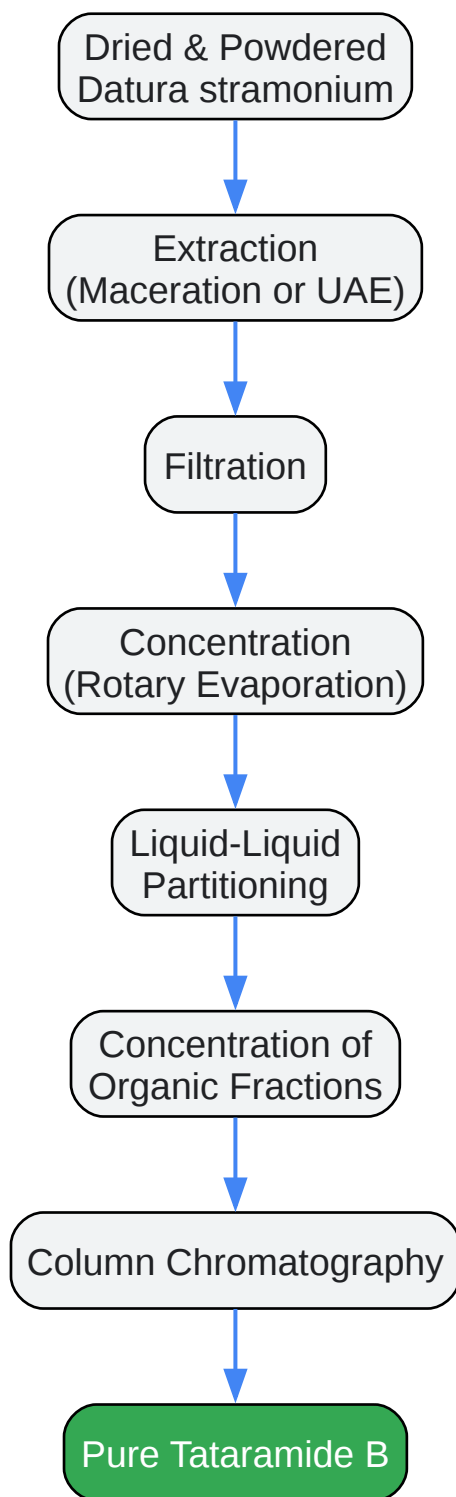 Dried & Powdered
Datura stramonium
Extraction
(Maceration or UAE)
Filtration
Concentration
(Rotary Evaporation)
Liquid-Liquid
Partitioning
Concentration of
Organic Fractions
Column Chromatography
Pure Tataramide B